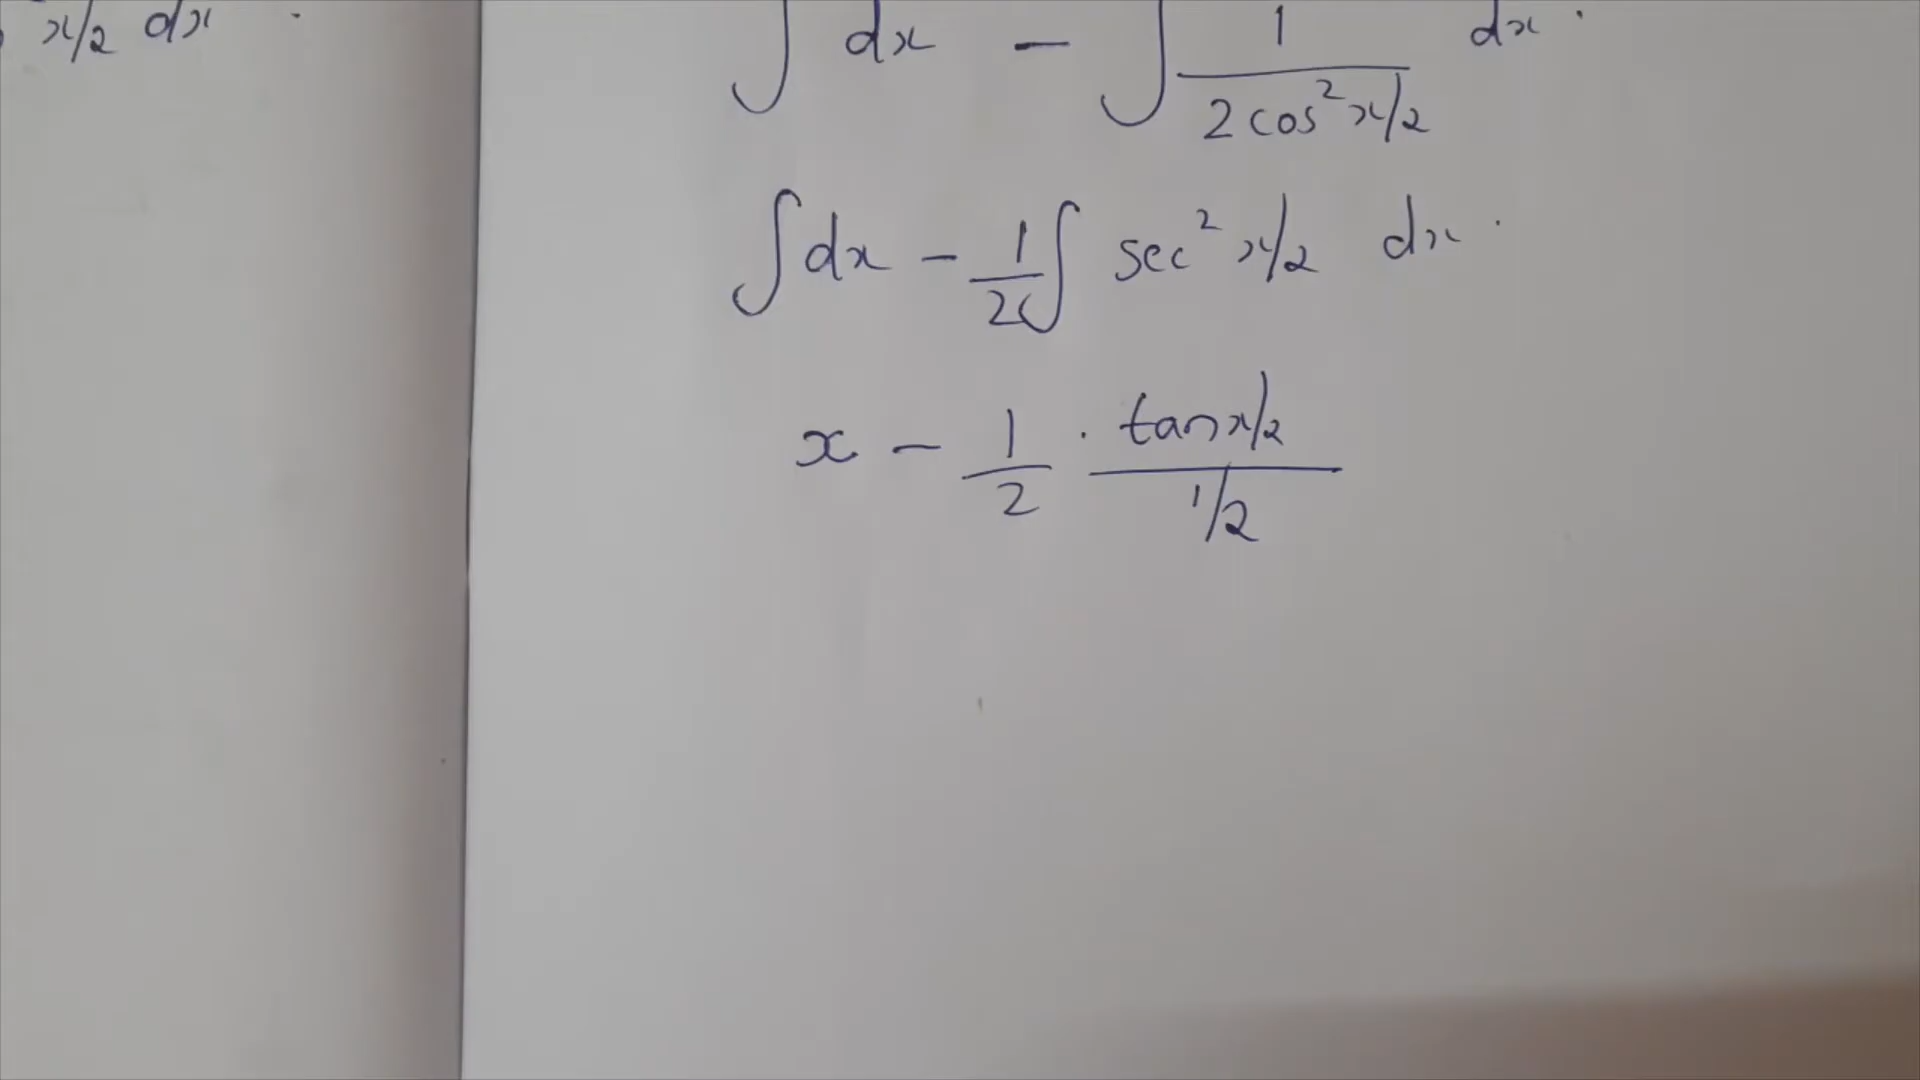 x/2 dx .
∫ dx - ∫ 1/(2 cos² x/2) dx .
∫ dx - 1/2 ∫ sec² x/2 dx .
x - 1/2 . (tan x/2)/(1/2)